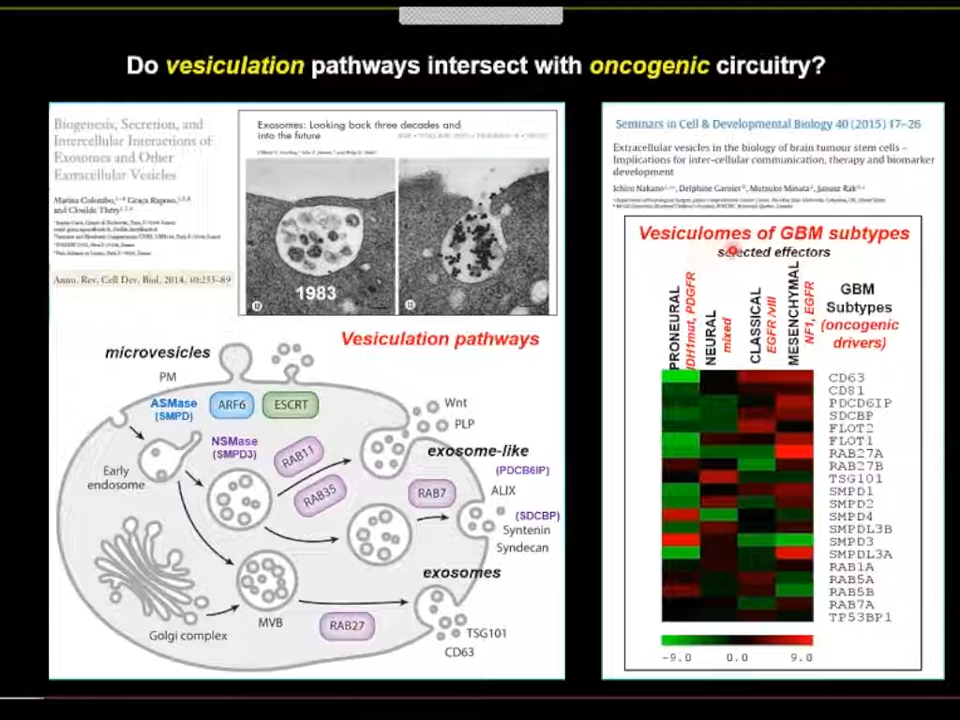 Do vesiculation pathways intersect with oncogenic circuitry?
Biogenesis, Secretion, and
Intercellular Interactions of
Exosomes and Other
Extracellular Vesicles
Marina Colombo, Graça Raposo,
and Clotilde Théry
Annu. Rev. Cell Dev. Biol. 2014. 30:255–89
Exosomes: Looking back three decades and
into the future
1983
Vesiculation pathways
microvesicles
PM
ASMase
(SMPD)
ARF6
ESCRT
NSMase
(SMPD3)
RAB11
RAB35
Early
endosome
Wnt
PLP
exosome-like
(PDCB6IP)
RAB7
ALIX
(SDCBP)
Syntenin
Syndecan
exosomes
Golgi complex
MVB
RAB27
TSG101
CD63
Seminars in Cell & Developmental Biology 40 (2015) 17–26
Extracellular vesicles in the biology of brain tumour stem cells –
Implications for inter-cellular communication, therapy and biomarker
development
Ichiro Nakano, Delphine Garnier, Mutsuko Minata, Janusz Rak
Vesiculomes of GBM subtypes
selected effectors
PRONEURAL
IDH1mut, PDGFR
NEURAL
mixed
CLASSICAL
EGFR /vIII
MESENCHYMAL
NF1, EGFR
GBM
Subtypes
(oncogenic
drivers)
CD63
CD81
PDCD6IP
SDCBP
FLOT2
FLOT1
RAB27A
RAB27B
TSG101
SMPD1
SMPD2
SMPD4
SMPDL3B
SMPD3
SMPDL3A
RAB1A
RAB5A
RAB5B
RAB7A
TP53BP1
-9.0 0.0 9.0